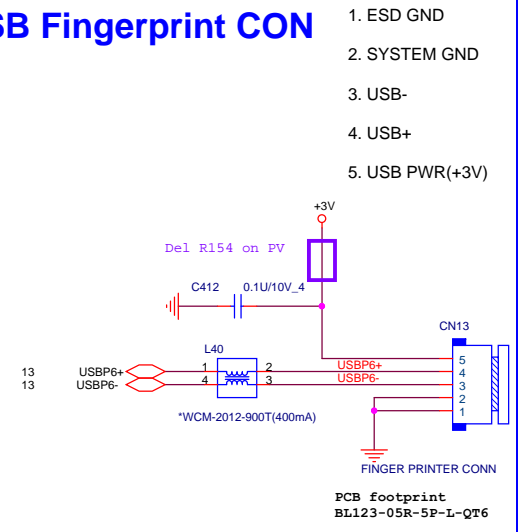 SB Fingerprint CON
1. ESD GND
2. SYSTEM GND
3. USB-
4. USB+
5. USB PWR(+3V)
+3V
Del R154 on PV
C412 0.1U/10V_4
CN13
L40
13 USBP6+ 1 2 USBP6+
13 USBP6- 4 3 USBP6-
5
4
3
2
1
*WCM-2012-900T(400mA)
FINGER PRINTER CONN
PCB footprint
BL123-05R-5P-L-QT6